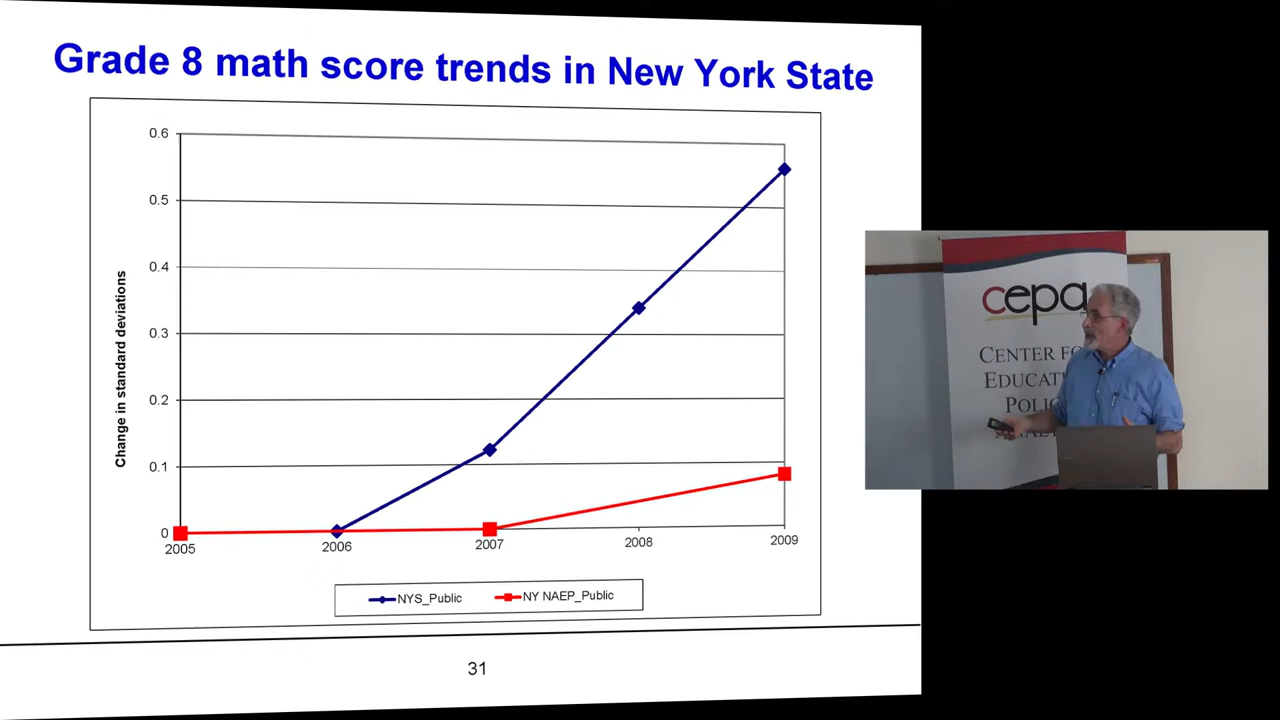 Grade 8 math score trends in New York State
0.6
0.5
0.4
0.3
0.2
0.1
0
Change in standard deviations
2005
2006
2007
2008
2009
NYS_Public
NY NAEP_Public
31
cepa
CENTER FO
EDUCATI
POLIC